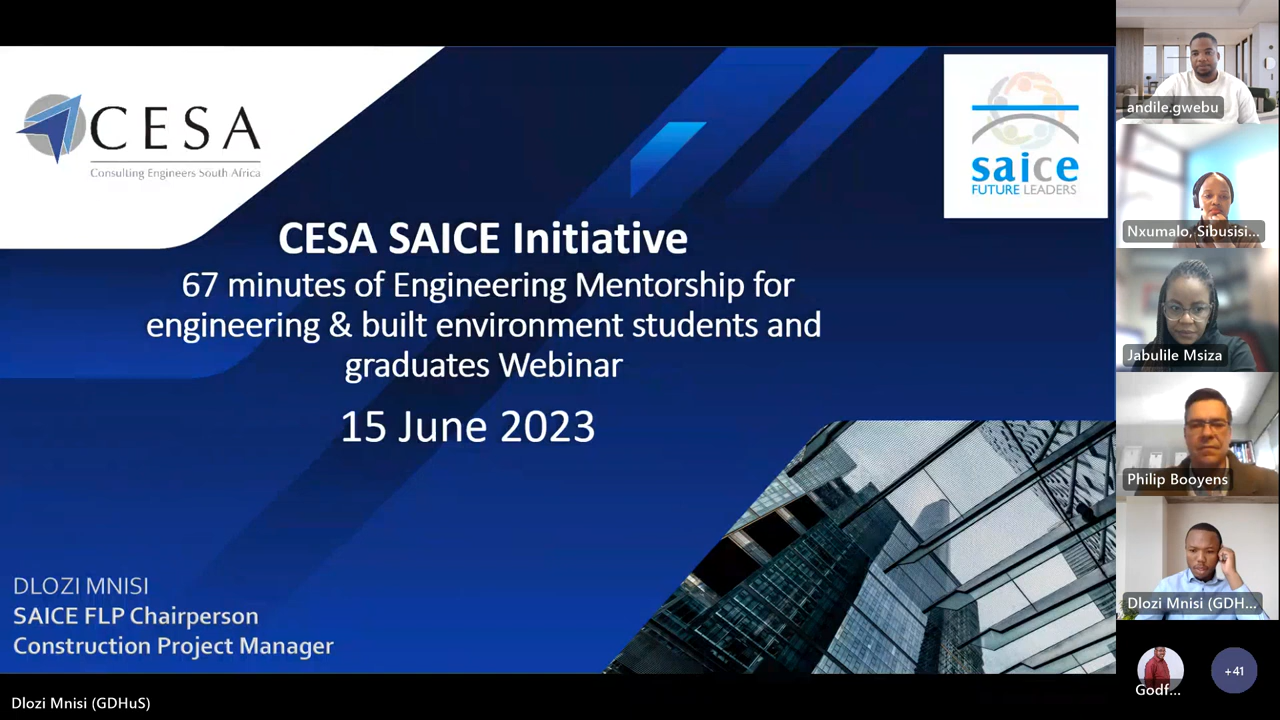 CESA
Consulting Engineers South Africa
saice
FUTURE LEADERS
CESA SAICE Initiative
67 minutes of Engineering Mentorship for
engineering & built environment students and
graduates Webinar
15 June 2023
DLOZI MNISI
SAICE FLP Chairperson
Construction Project Manager
Dlozi Mnisi (GDHuS)
andile.gwebu
Nxumalo, Sibusisi...
Jabulile Msiza
Philip Booyens
Dlozi Mnisi (GDH...
Godf...
+41